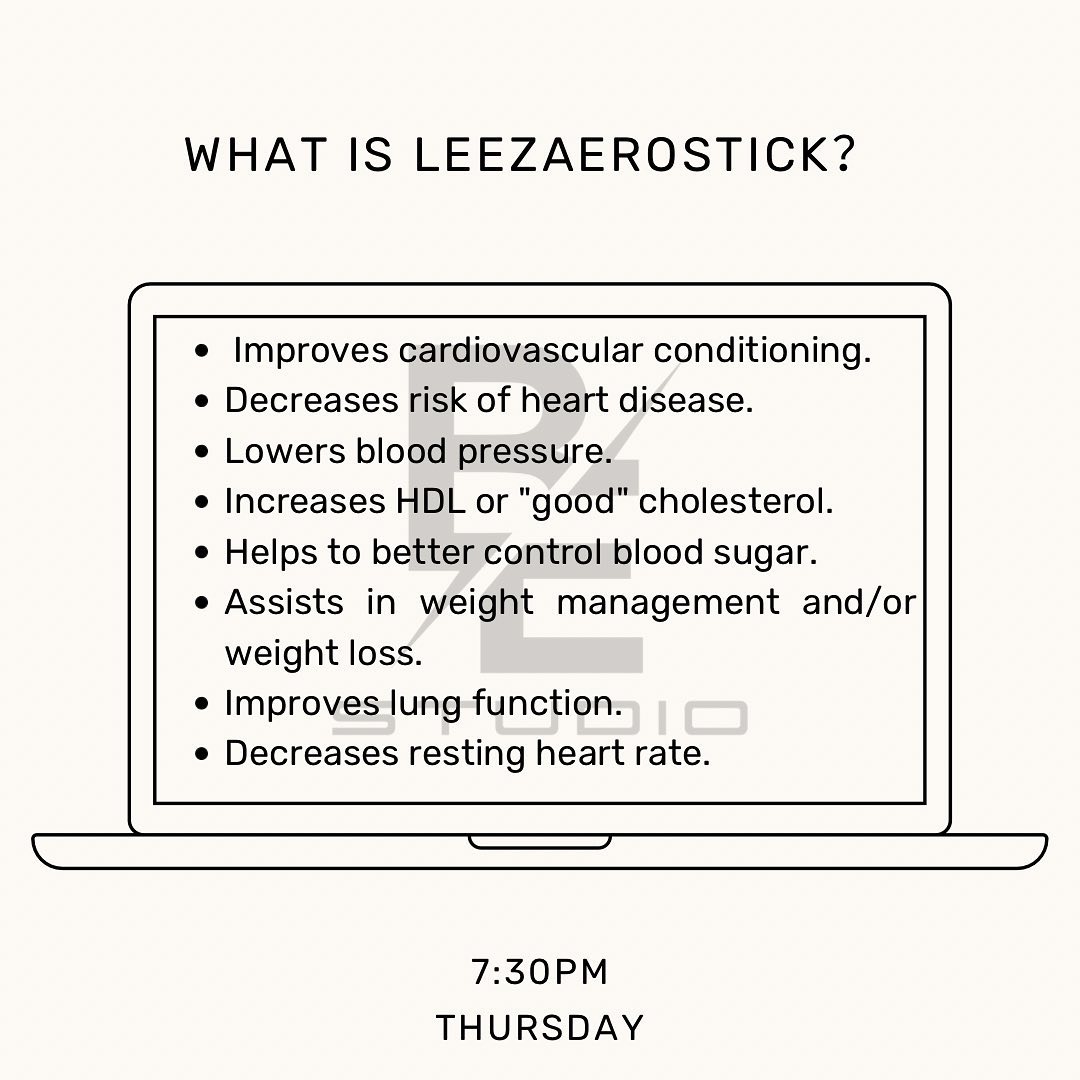 WHAT IS LEEZAEROSTICK?
• Improves cardiovascular conditioning.
• Decreases risk of heart disease.
• Lowers blood pressure.
• Increases HDL or "good" cholesterol.
• Helps to better control blood sugar.
• Assists in weight management and/or
weight loss.
• Improves lung function.
• Decreases resting heart rate.
STUDIO
7:30PM
THURSDAY